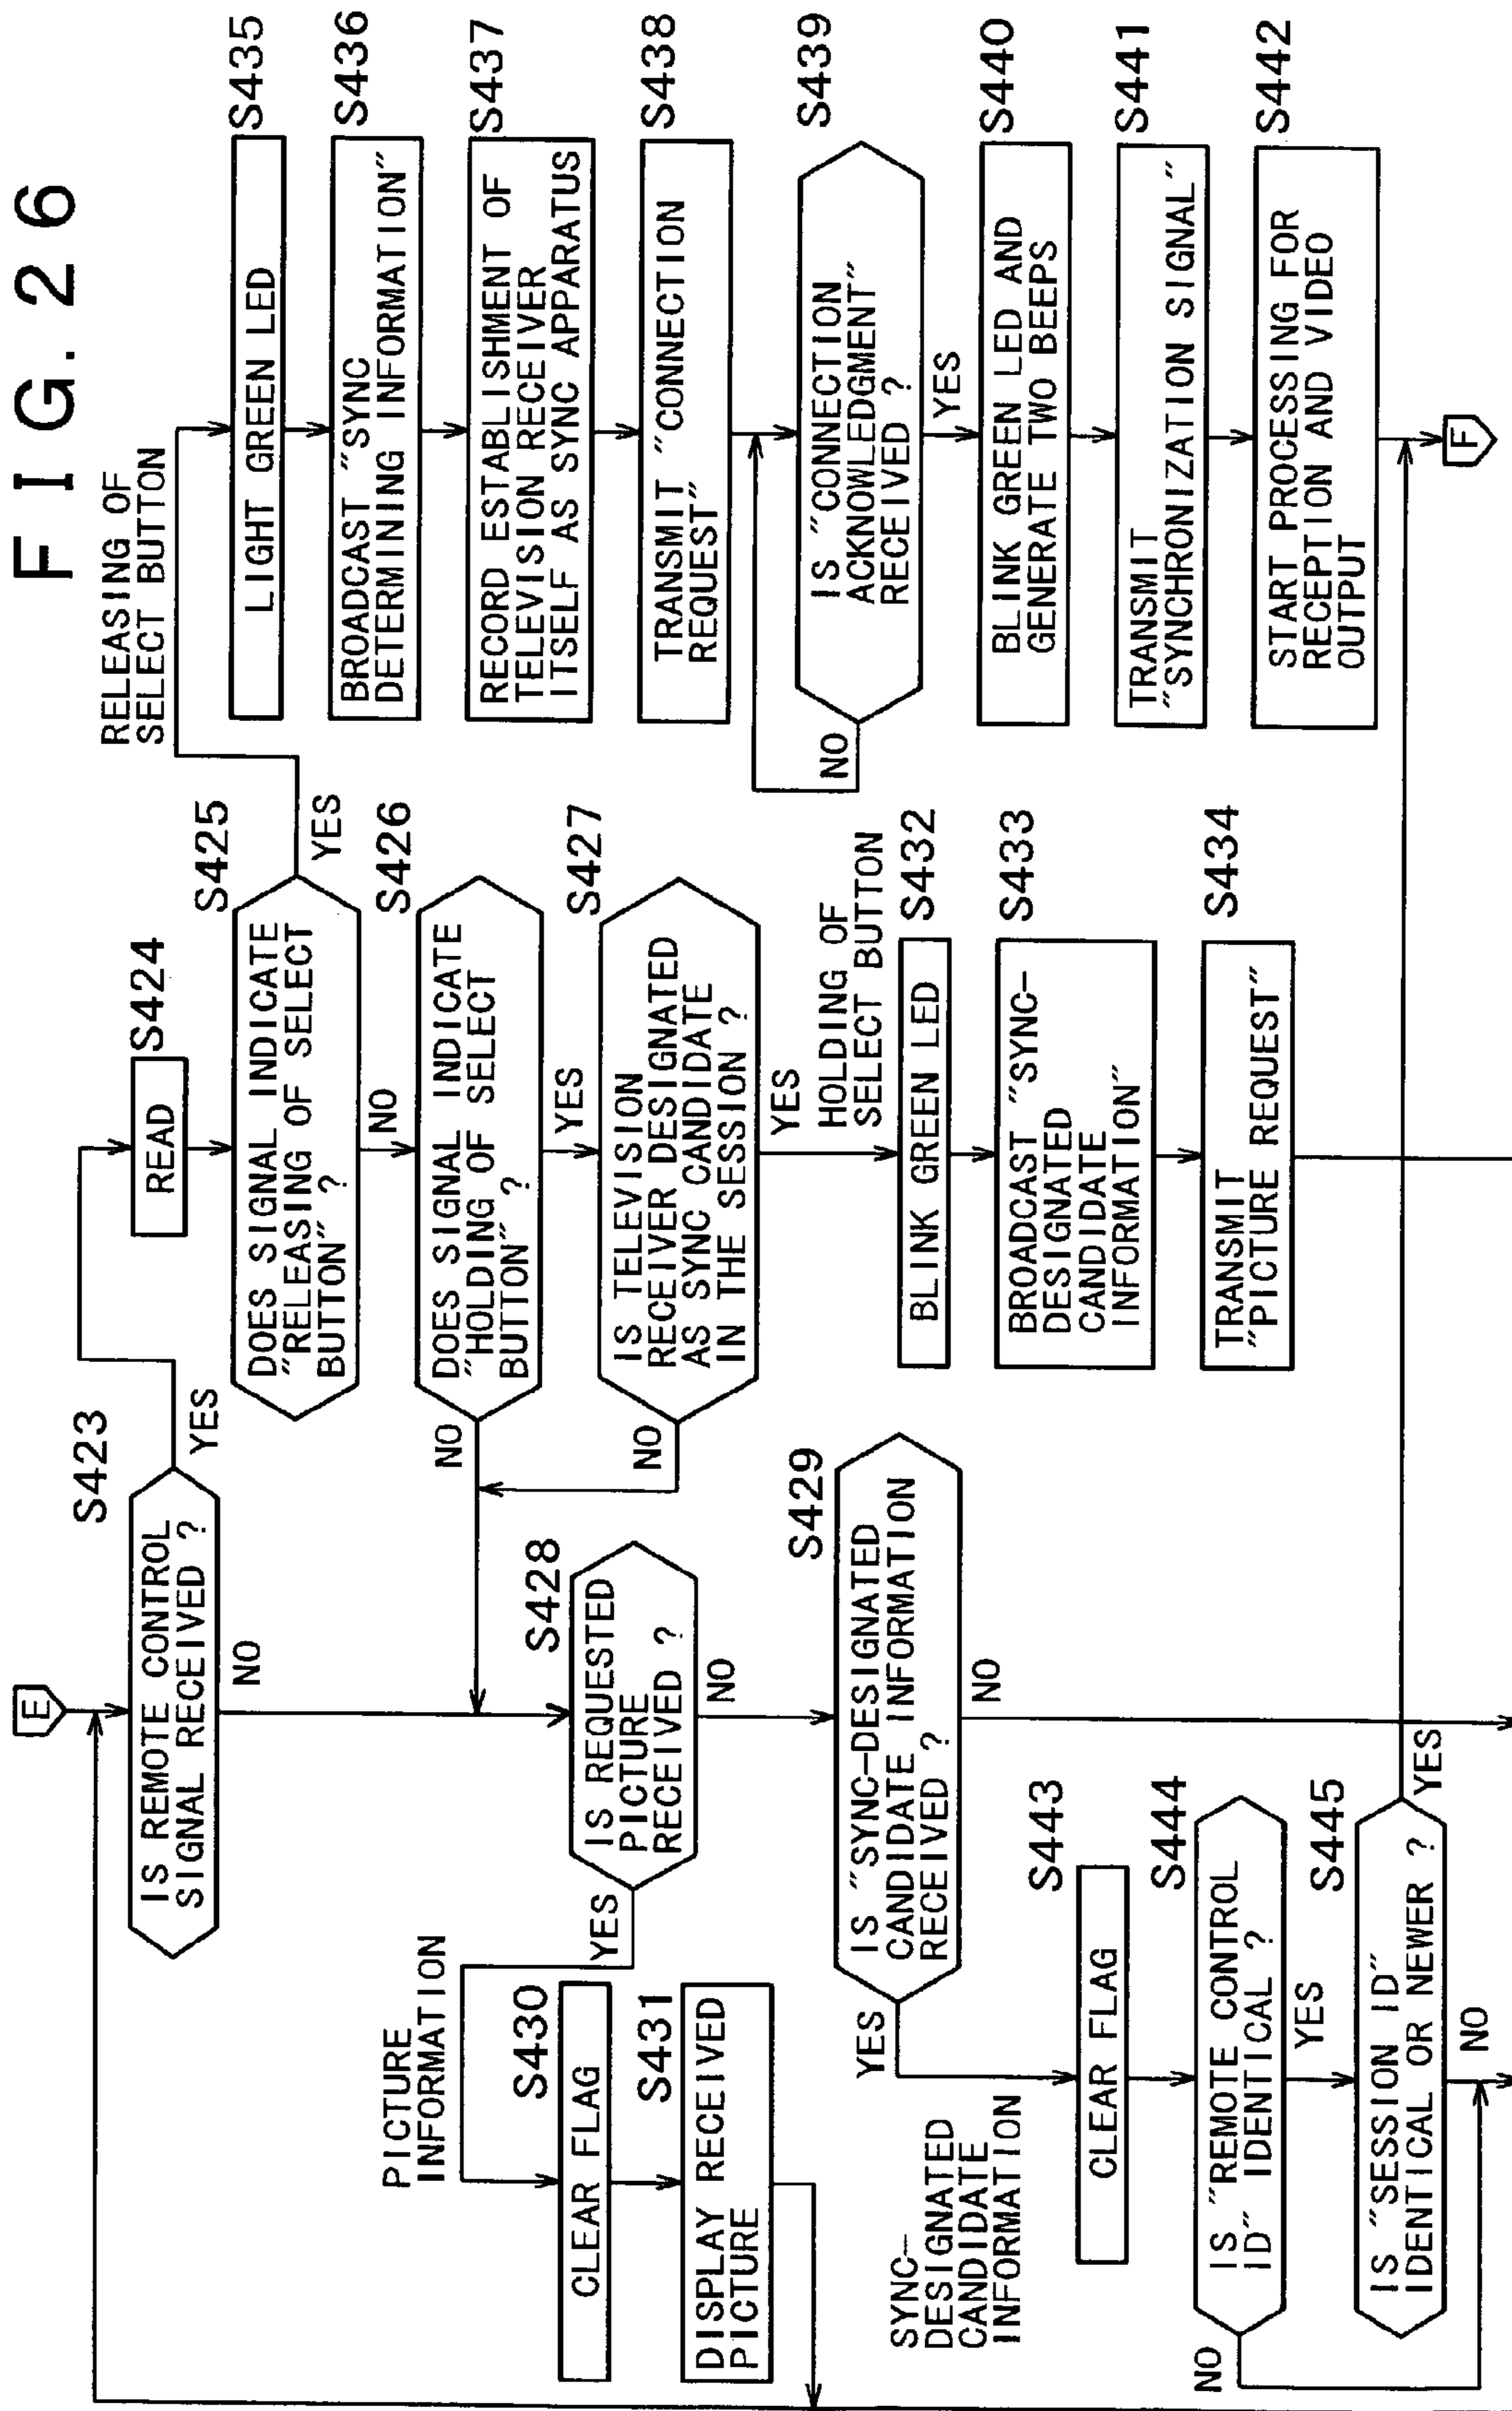 F I G. 2 6
E
S423
IS REMOTE CONTROL
SIGNAL RECEIVED ?
YES
NO
S424
READ
S425
DOES SIGNAL INDICATE
"RELEASING OF SELECT
BUTTON" ?
YES
NO
S426
DOES SIGNAL INDICATE
"HOLDING OF SELECT
BUTTON" ?
NO
YES
S427
IS TELEVISION
RECEIVER DESIGNATED
AS SYNC CANDIDATE
IN THE SESSION ?
NO
YES
S428
IS REQUESTED
PICTURE
RECEIVED ?
YES
NO
S429
IS "SYNC-DESIGNATED
CANDIDATE INFORMATION
RECEIVED ?
YES
NO
PICTURE
INFORMATION
S430
CLEAR FLAG
S431
DISPLAY RECEIVED
PICTURE
HOLDING OF
SELECT BUTTON
S432
BLINK GREEN LED
S433
BROADCAST "SYNC-
DESIGNATED
CANDIDATE
INFORMATION"
S434
TRANSMIT
"PICTURE REQUEST"
RELEASING OF
SELECT BUTTON
S435
LIGHT GREEN LED
S436
BROADCAST "SYNC
DETERMINING INFORMATION"
S437
RECORD ESTABLISHMENT OF
TELEVISION RECEIVER
ITSELF AS SYNC APPARATUS
S438
TRANSMIT "CONNECTION
REQUEST"
S439
IS "CONNECTION
ACKNOWLEDGMENT"
RECEIVED ?
NO
YES
S440
BLINK GREEN LED AND
GENERATE TWO BEEPS
S441
TRANSMIT
"SYNCHRONIZATION SIGNAL"
S442
START PROCESSING FOR
RECEPTION AND VIDEO
OUTPUT
F
SYNC-
DESIGNATED
CANDIDATE
INFORMATION
S443
CLEAR FLAG
S444
IS "REMOTE CONTROL
ID" IDENTICAL ?
NO
YES
S445
IS "SESSION ID"
IDENTICAL OR NEWER ?
YES
NO